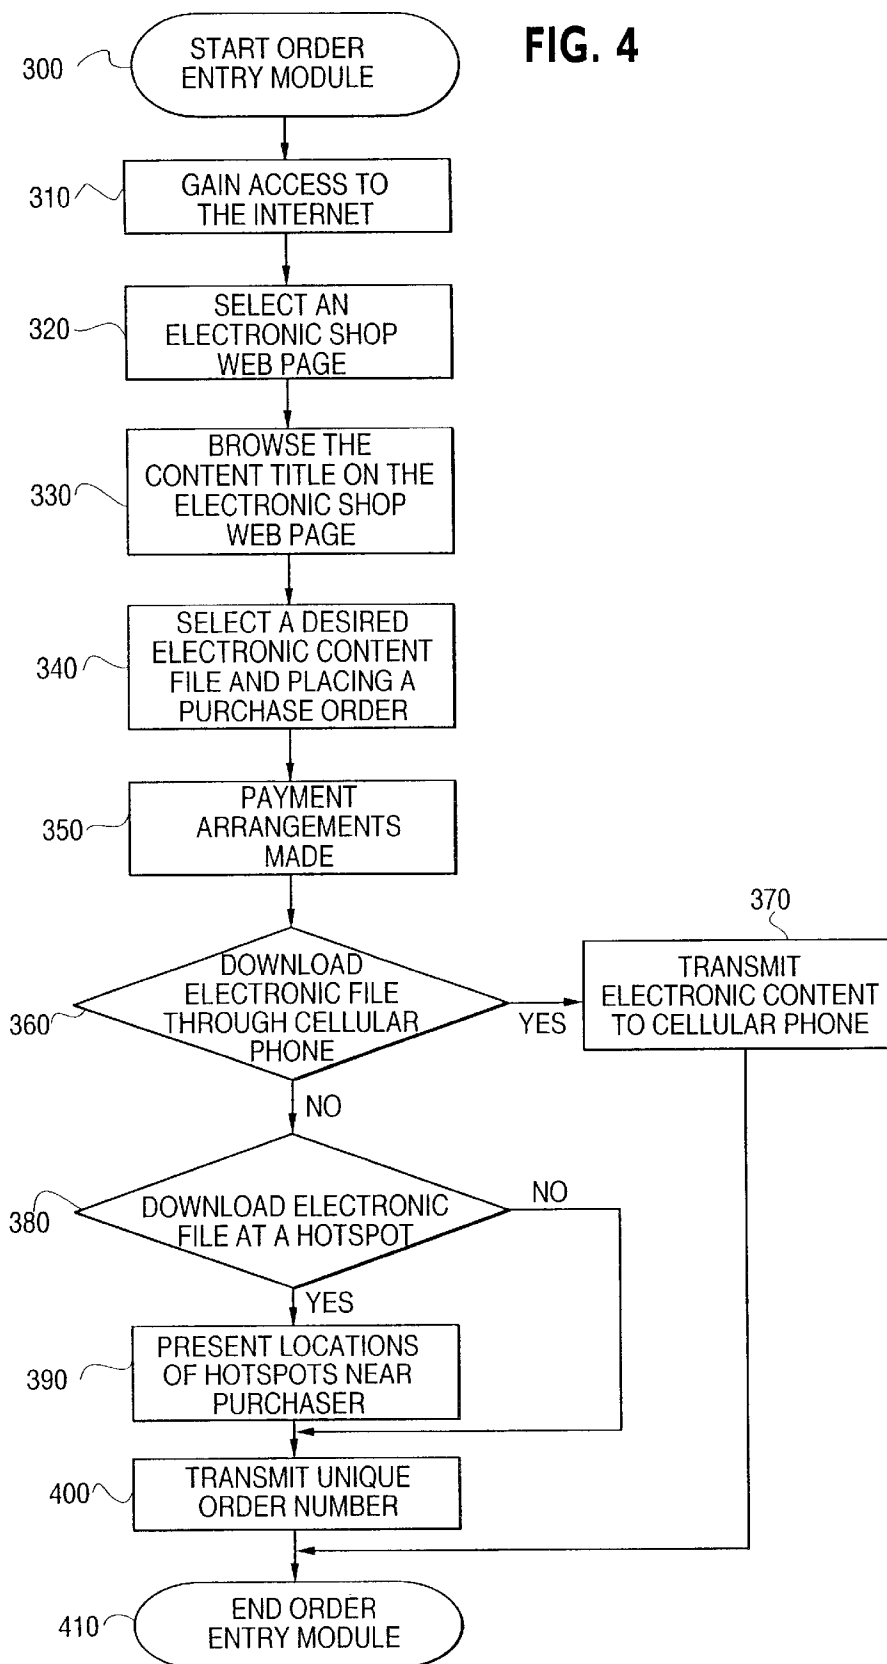 FIG. 4
300
START ORDER
ENTRY MODULE
310
GAIN ACCESS TO
THE INTERNET
320
SELECT AN
ELECTRONIC SHOP
WEB PAGE
330
BROWSE THE
CONTENT TITLE ON THE
ELECTRONIC SHOP
WEB PAGE
340
SELECT A DESIRED
ELECTRONIC CONTENT
FILE AND PLACING A
PURCHASE ORDER
350
PAYMENT
ARRANGEMENTS
MADE
360
DOWNLOAD
ELECTRONIC FILE
THROUGH CELLULAR
PHONE
YES
370
TRANSMIT
ELECTRONIC CONTENT
TO CELLULAR PHONE
NO
380
DOWNLOAD ELECTRONIC
FILE AT A HOTSPOT
NO
YES
390
PRESENT LOCATIONS
OF HOTSPOTS NEAR
PURCHASER
400
TRANSMIT UNIQUE
ORDER NUMBER
410
END ORDER
ENTRY MODULE